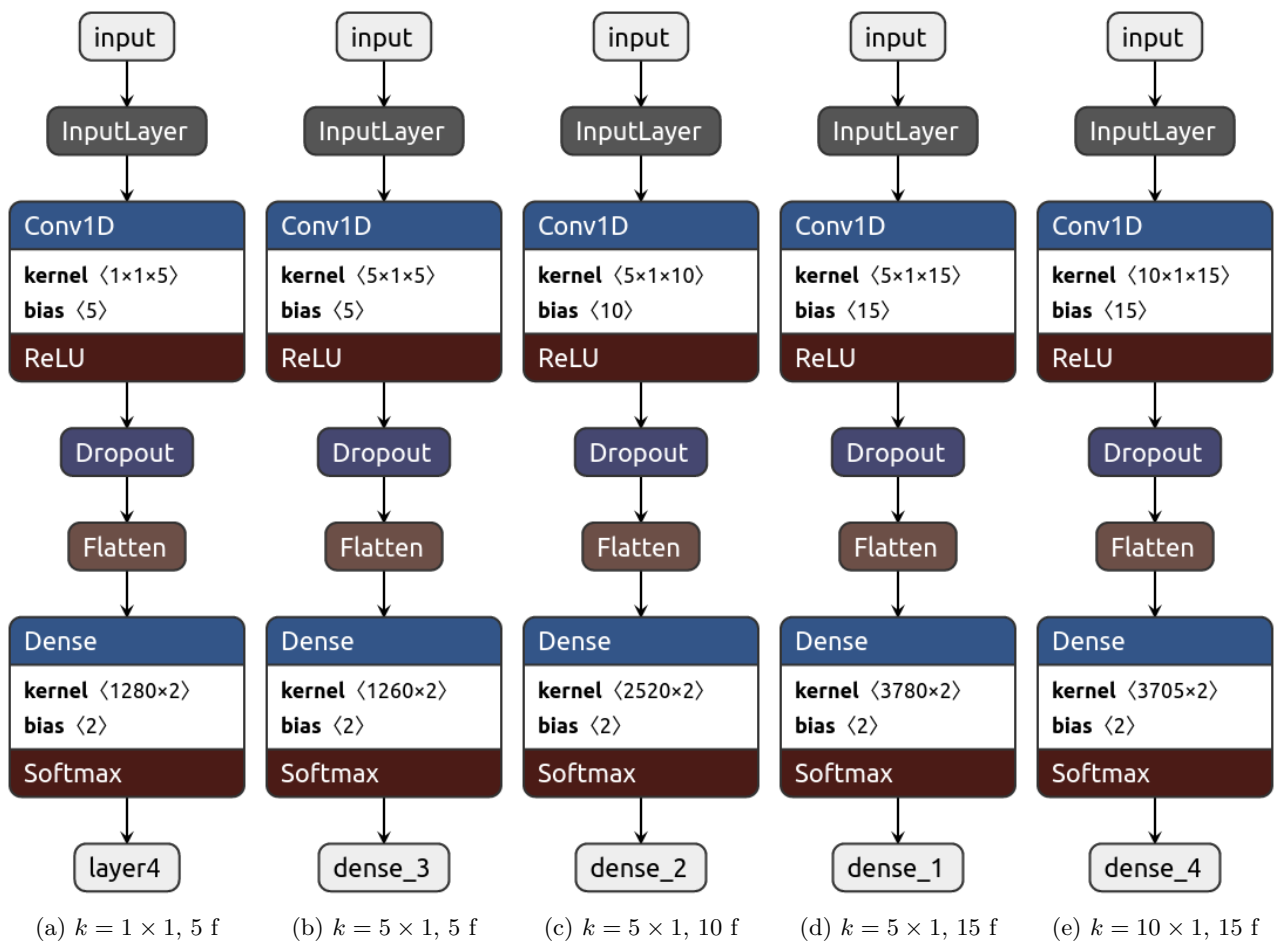 input
InputLayer
Conv1D
kernel 〈1×1×5〉
bias 〈5〉
ReLU
Dropout
Flatten
Dense
kernel 〈1280×2〉
bias 〈2〉
Softmax
layer4
(a) k = 1 × 1, 5 f
input
InputLayer
Conv1D
kernel 〈5×1×5〉
bias 〈5〉
ReLU
Dropout
Flatten
Dense
kernel 〈1260×2〉
bias 〈2〉
Softmax
dense_3
(b) k = 5 × 1, 5 f
input
InputLayer
Conv1D
kernel 〈5×1×10〉
bias 〈10〉
ReLU
Dropout
Flatten
Dense
kernel 〈2520×2〉
bias 〈2〉
Softmax
dense_2
(c) k = 5 × 1, 10 f
input
InputLayer
Conv1D
kernel 〈5×1×15〉
bias 〈15〉
ReLU
Dropout
Flatten
Dense
kernel 〈3780×2〉
bias 〈2〉
Softmax
dense_1
(d) k = 5 × 1, 15 f
input
InputLayer
Conv1D
kernel 〈10×1×15〉
bias 〈15〉
ReLU
Dropout
Flatten
Dense
kernel 〈3705×2〉
bias 〈2〉
Softmax
dense_4
(e) k = 10 × 1, 15 f